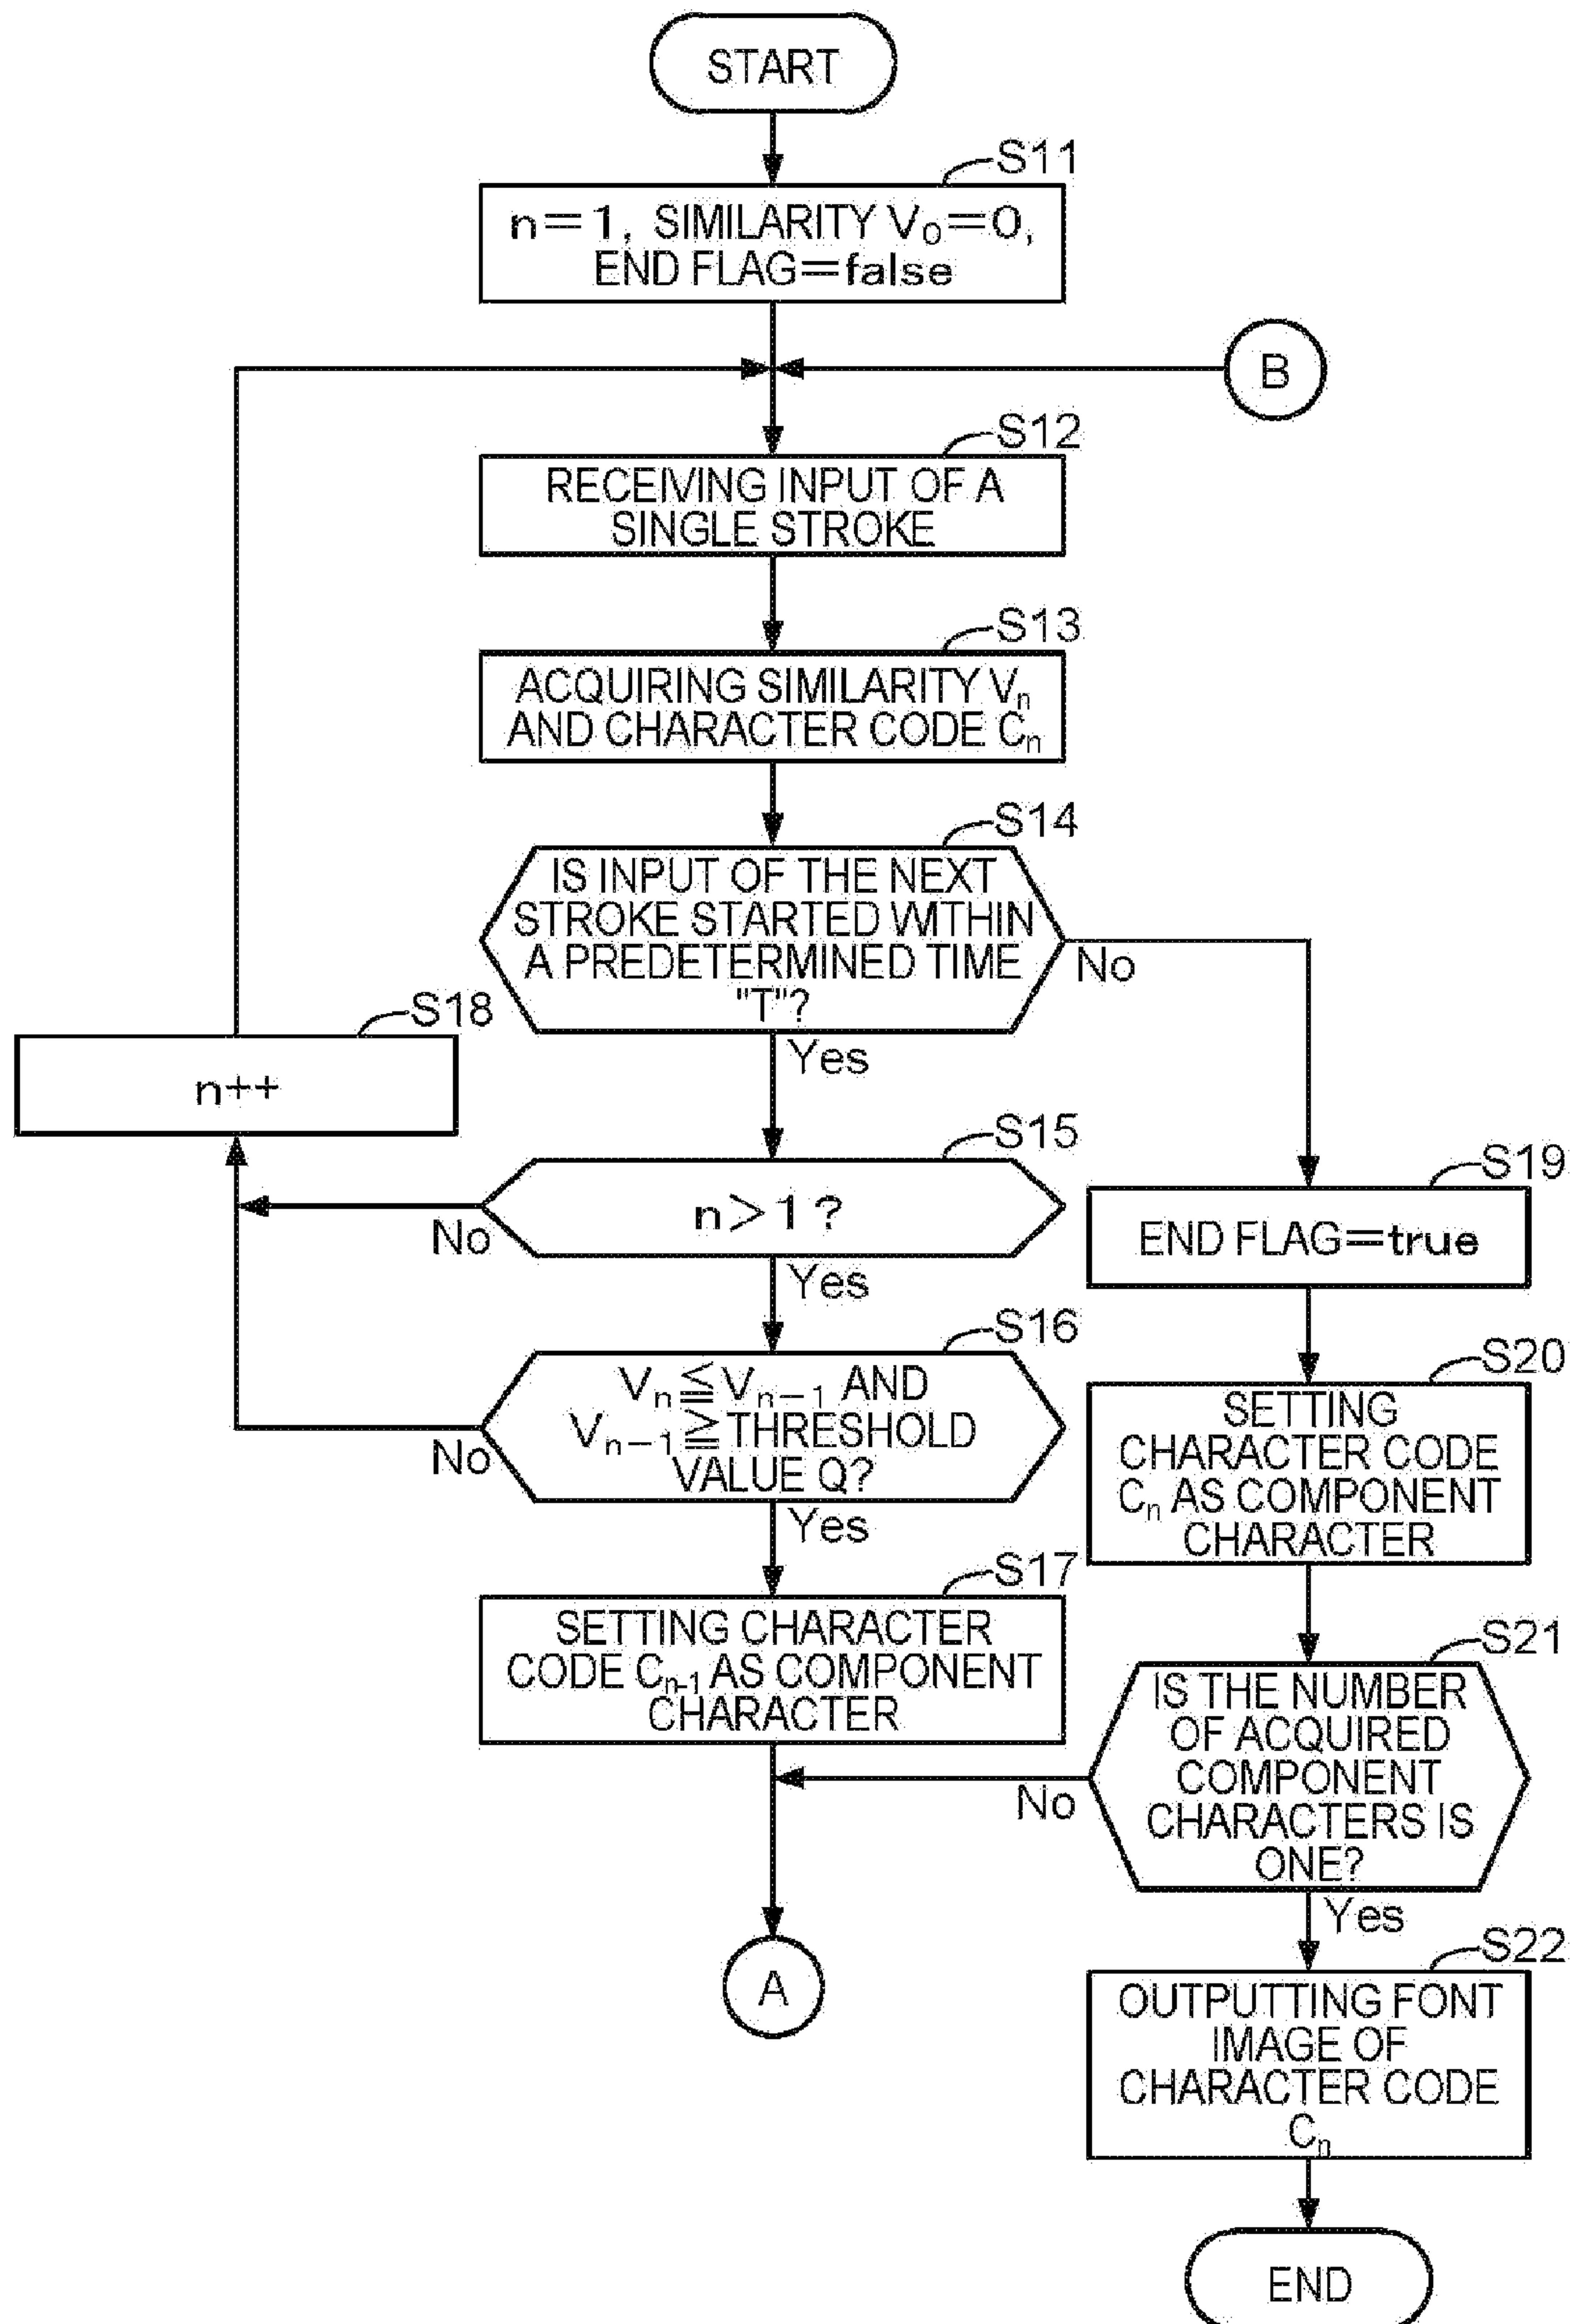 START
S11
n=1, SIMILARITY V₀=0,
END FLAG=false
B
S12
RECEIVING INPUT OF A
SINGLE STROKE
S13
ACQUIRING SIMILARITY Vₙ
AND CHARACTER CODE Cₙ
S14
IS INPUT OF THE NEXT
STROKE STARTED WITHIN
A PREDETERMINED TIME
"T"?
No
Yes
S18
n++
S15
n>1?
No
Yes
S16
Vₙ≦Vₙ₋₁ AND
Vₙ₋₁≧THRESHOLD
VALUE Q?
No
Yes
S17
SETTING CHARACTER
CODE Cₙ₋₁ AS COMPONENT
CHARACTER
A
S19
END FLAG=true
S20
SETTING
CHARACTER CODE
Cₙ AS COMPONENT
CHARACTER
S21
IS THE NUMBER
OF ACQUIRED
COMPONENT
CHARACTERS IS
ONE?
No
Yes
S22
OUTPUTTING FONT
IMAGE OF
CHARACTER CODE
Cₙ
END